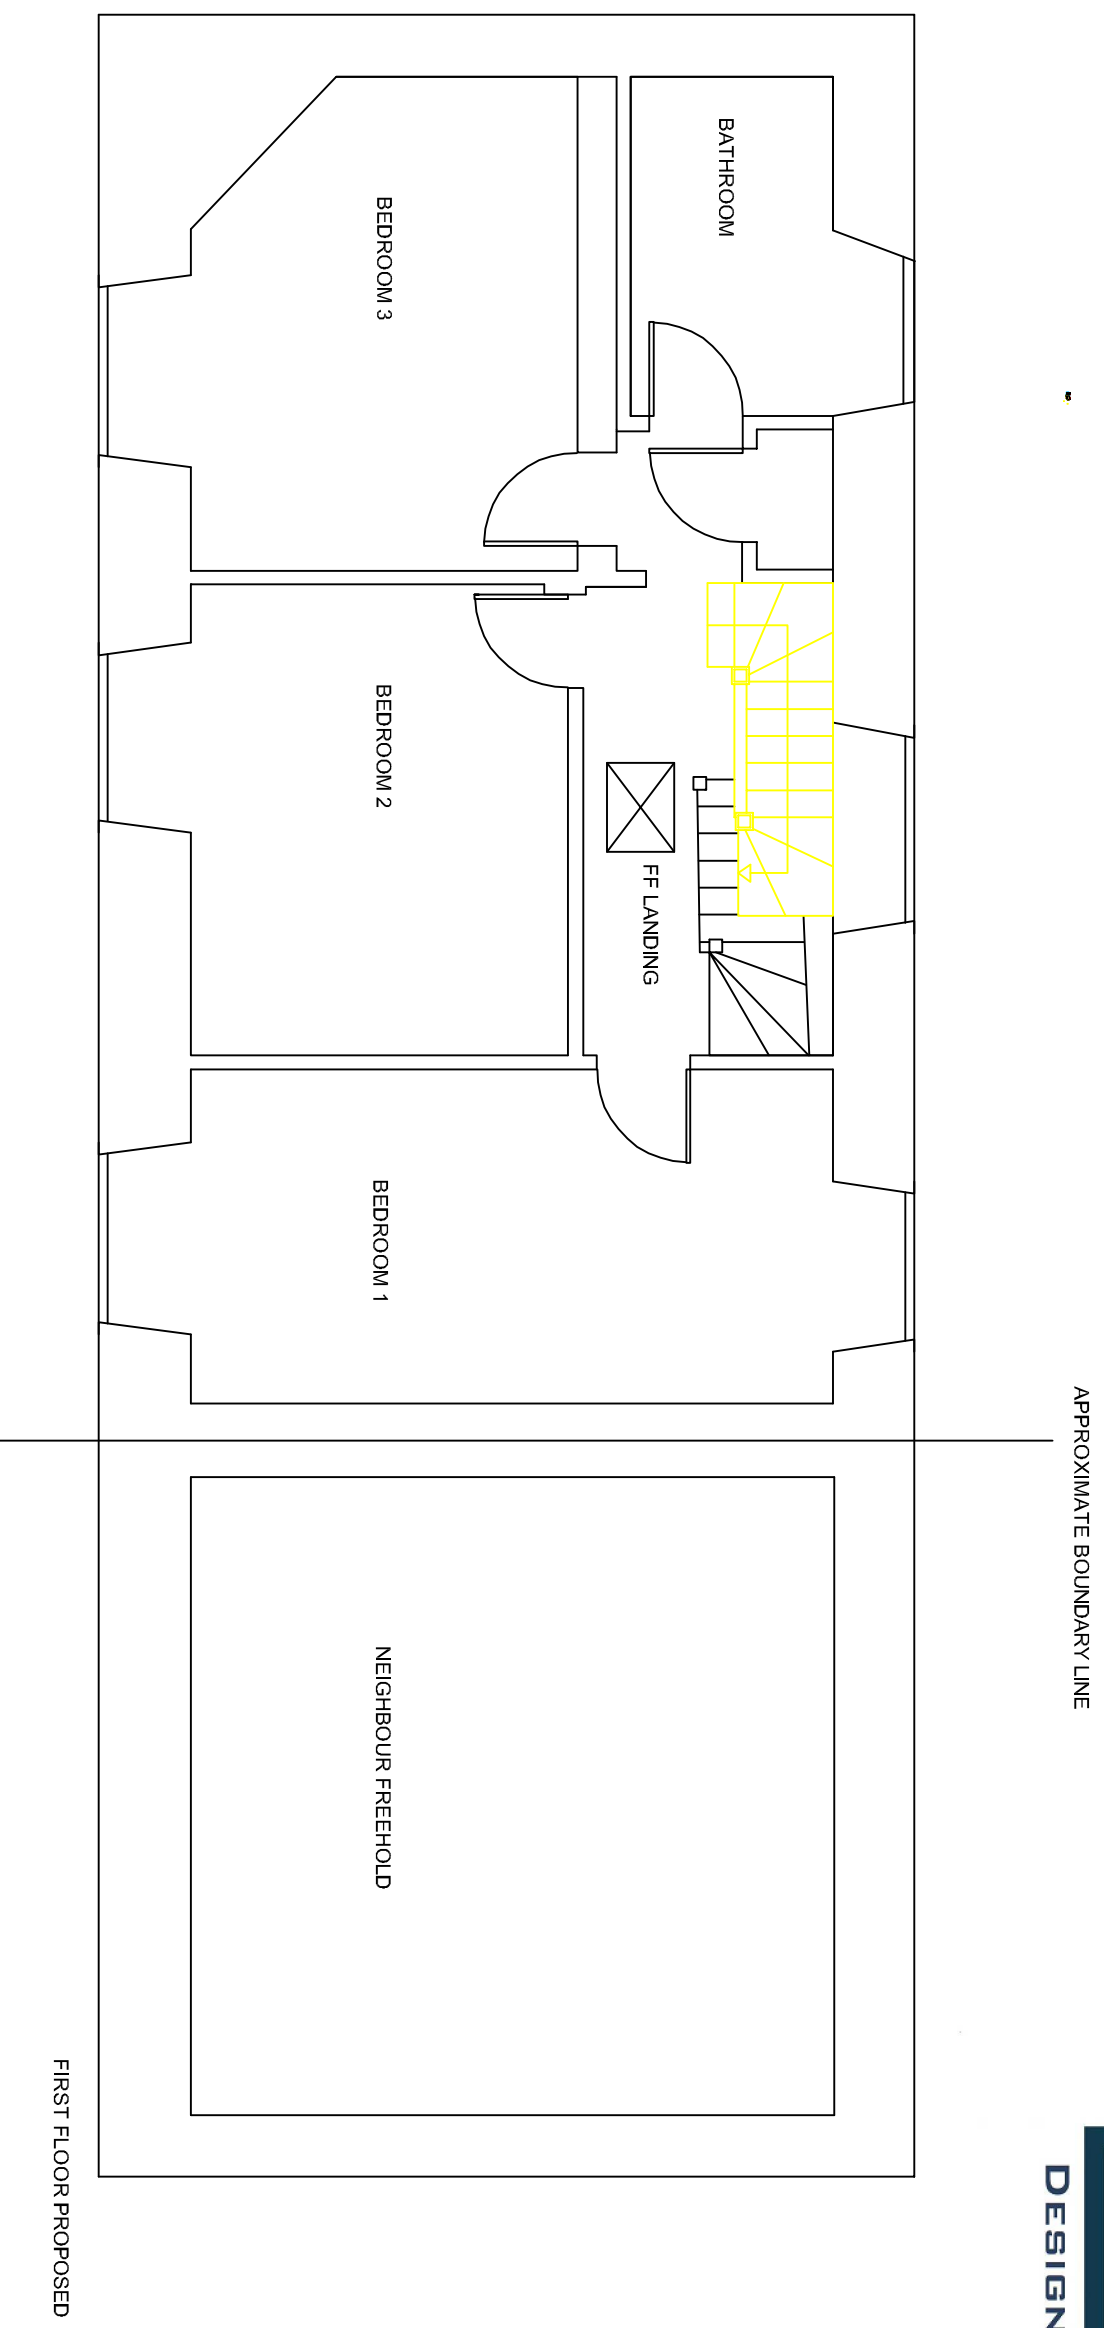 APPROXIMATE BOUNDARY LINE
DESIGN
BATHROOM
FF LANDING
BEDROOM 3
BEDROOM 2
BEDROOM 1
NEIGHBOUR FREEHOLD
FIRST FLOOR PROPOSED